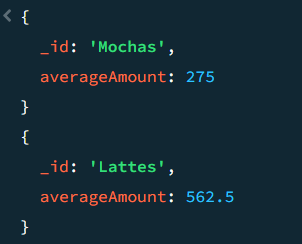 {
_id: 'Mochas',
averageAmount: 275
}
{
_id: 'Lattes',
averageAmount: 562.5
}